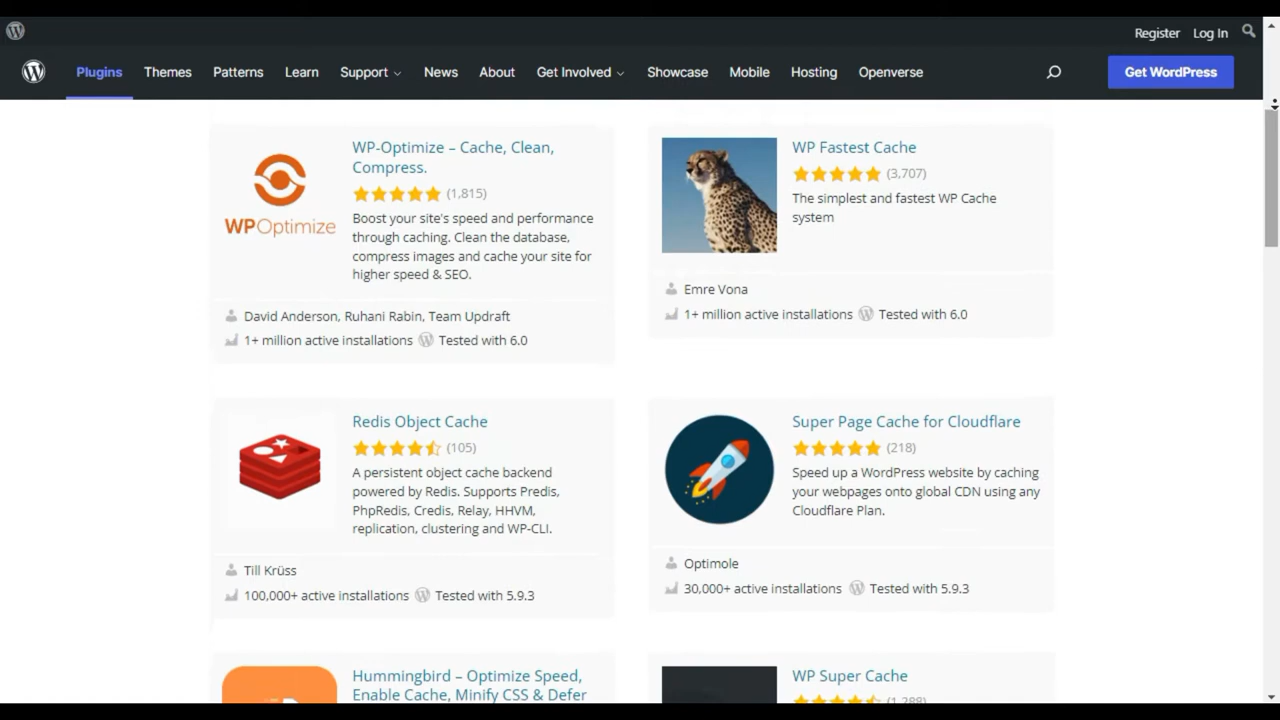 Register Log In
Plugins Themes Patterns Learn Support News About Get Involved Showcase Mobile Hosting Openverse Get WordPress
WP-Optimize – Cache, Clean,
Compress.
(1,815)
Boost your site's speed and performance
through caching. Clean the database,
compress images and cache your site for
higher speed & SEO.
WPOptimize
David Anderson, Ruhani Rabin, Team Updraft
1+ million active installations Tested with 6.0
WP Fastest Cache
(3,707)
The simplest and fastest WP Cache
system
Emre Vona
1+ million active installations Tested with 6.0
Redis Object Cache
(105)
A persistent object cache backend
powered by Redis. Supports Predis,
PhpRedis, Credis, Relay, HHVM,
replication, clustering and WP-CLI.
Till Krüss
100,000+ active installations Tested with 5.9.3
Super Page Cache for Cloudflare
(218)
Speed up a WordPress website by caching
your webpages onto global CDN using any
Cloudflare Plan.
Optimole
30,000+ active installations Tested with 5.9.3
Hummingbird – Optimize Speed,
Enable Cache, Minify CSS & Defer
WP Super Cache
(1,288)